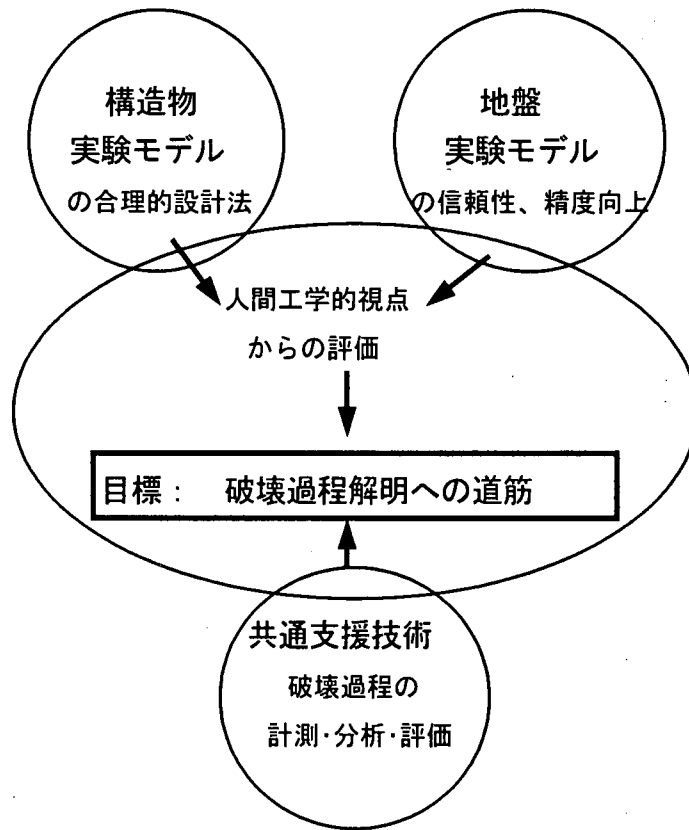 構造物
実験モデル
の合理的設計法
地盤
実験モデル
の信頼性、精度向上
人間工学的視点
からの評価
目標： 破壊過程解明への道筋
共通支援技術
破壊過程の
計測・分析・評価